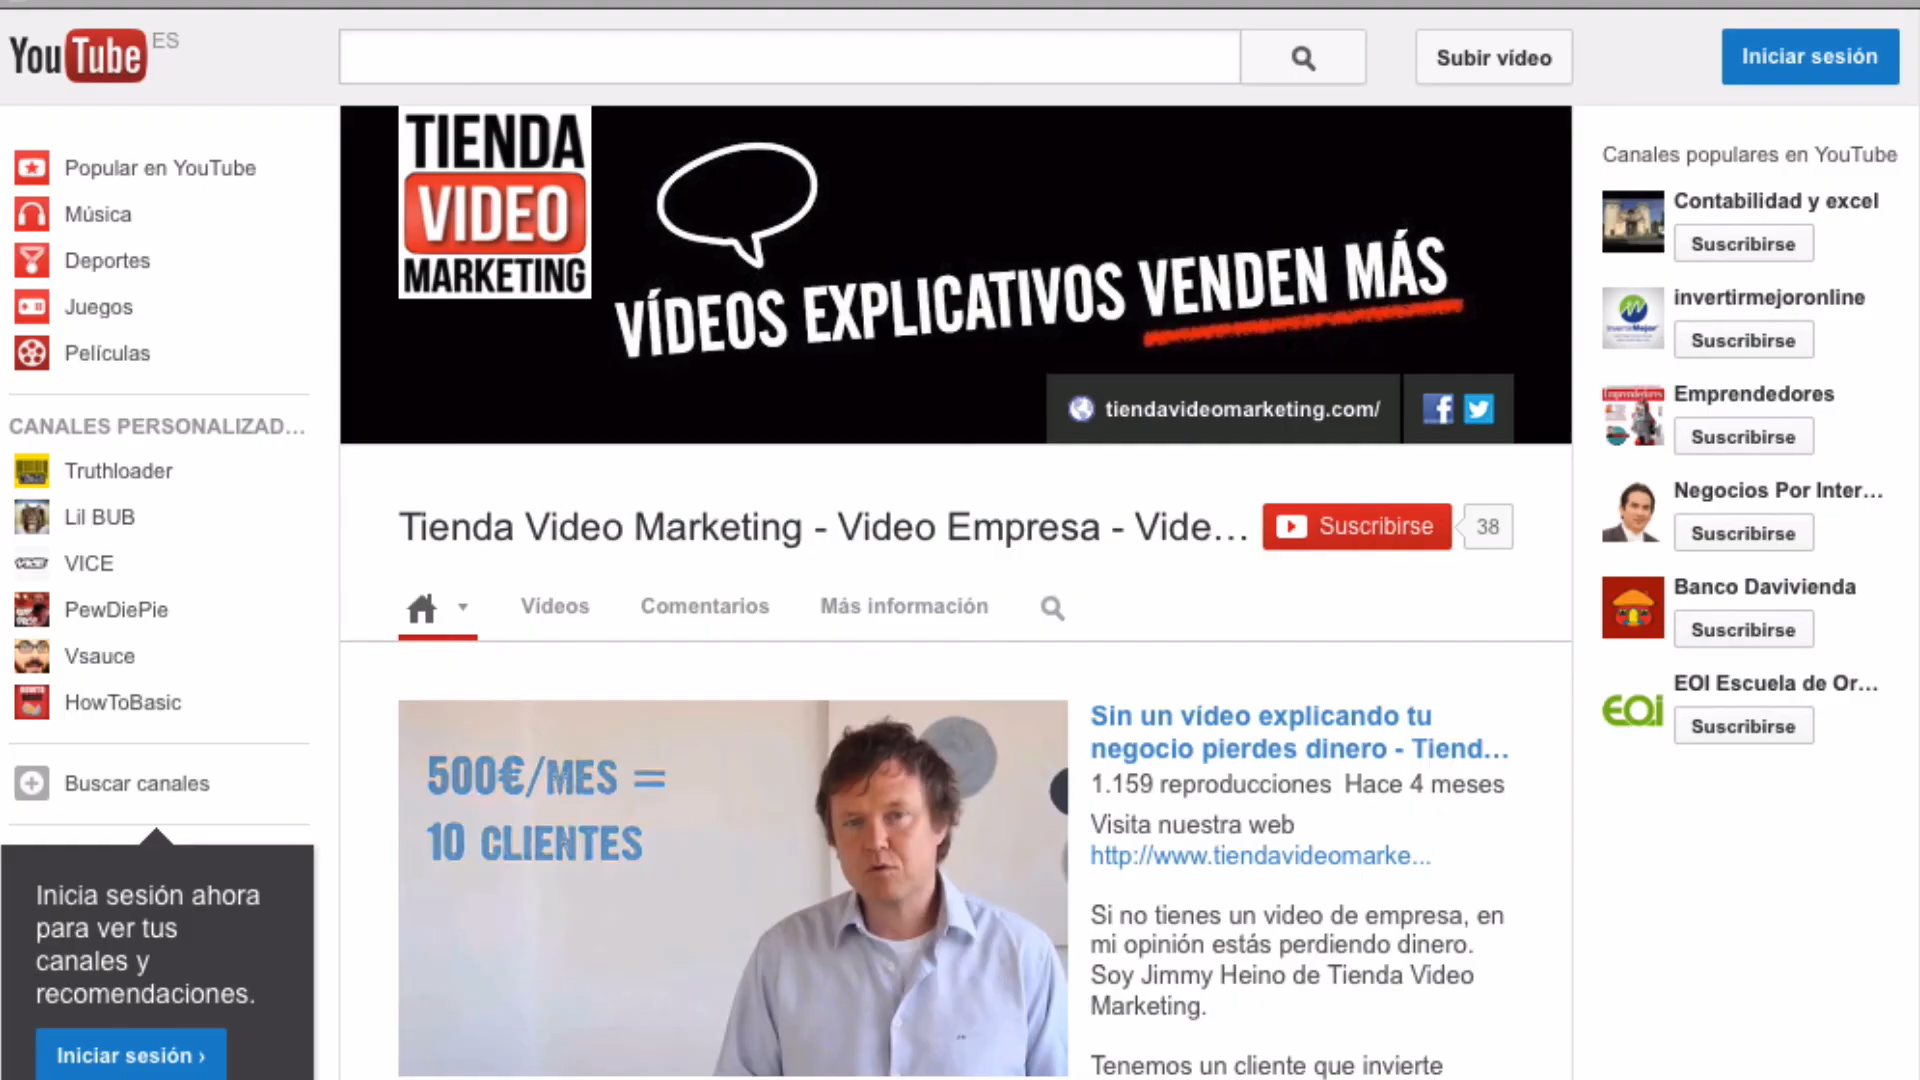 YouTube ES
Subir vídeo
Iniciar sesión
Popular en YouTube
Música
Deportes
Juegos
Películas
CANALES PERSONALIZAD...
Truthloader
Lil BUB
VICE
PewDiePie
Vsauce
HowToBasic
Buscar canales
Inicia sesión ahora
para ver tus
canales y
recomendaciones.
Iniciar sesión ›
TIENDA
VIDEO
MARKETING
VÍDEOS EXPLICATIVOS VENDEN MÁS
tiendavideomarketing.com/
Tienda Video Marketing - Video Empresa - Vide...
Suscribirse
38
Vídeos
Comentarios
Más información
500€/MES =
10 CLIENTES
Sin un vídeo explicando tu
negocio pierdes dinero - Tiend...
1.159 reproducciones Hace 4 meses
Visita nuestra web
http://www.tiendavideomarke...
Si no tienes un video de empresa, en
mi opinión estás perdiendo dinero.
Soy Jimmy Heino de Tienda Video
Marketing.
Tenemos un cliente que invierte
Canales populares en YouTube
Contabilidad y excel
Suscribirse
invertirmejoronline
Suscribirse
Emprendedores
Suscribirse
Negocios Por Inter...
Suscribirse
Banco Davivienda
Suscribirse
EOI
EOI Escuela de Or...
Suscribirse